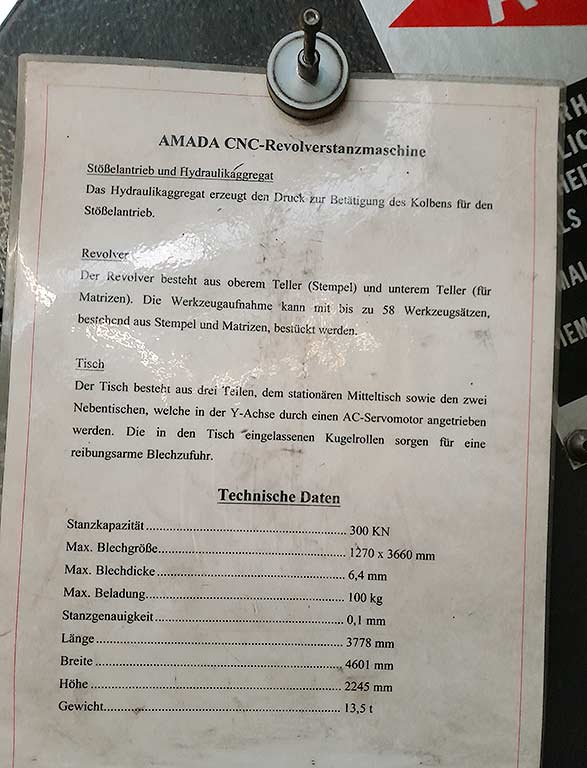 AMADA CNC-Revolverstanzmaschine
Stößelantrieb und Hydraulikaggregat
Das Hydraulikaggregat erzeugt den Druck zur Betätigung des Kolbens für den
Stößelantrieb.
Revolver
Der Revolver besteht aus oberem Teller (Stempel) und unterem Teller (für
Matrizen). Die Werkzeugaufnahme kann mit bis zu 58 Werkzeugsätzen,
bestehend aus Stempel und Matrizen, bestückt werden.
Tisch
Der Tisch besteht aus drei Teilen, dem stationären Mitteltisch sowie den zwei
Nebentischen, welche in der Y-Achse durch einen AC-Servomotor angetrieben
werden. Die in den Tisch eingelassenen Kugelrollen sorgen für eine
reibungsarme Blechzufuhr.
Technische Daten
Stanzkapazität ........ 300 KN
Max. Blechgröße ........ 1270 x 3660 mm
Max. Blechdicke ........ 6,4 mm
Max. Beladung ........ 100 kg
Stanzgenauigkeit ........ 0,1 mm
Länge ........ 3778 mm
Breite ........ 4601 mm
Höhe ........ 2245 mm
Gewicht ........ 13,5 t